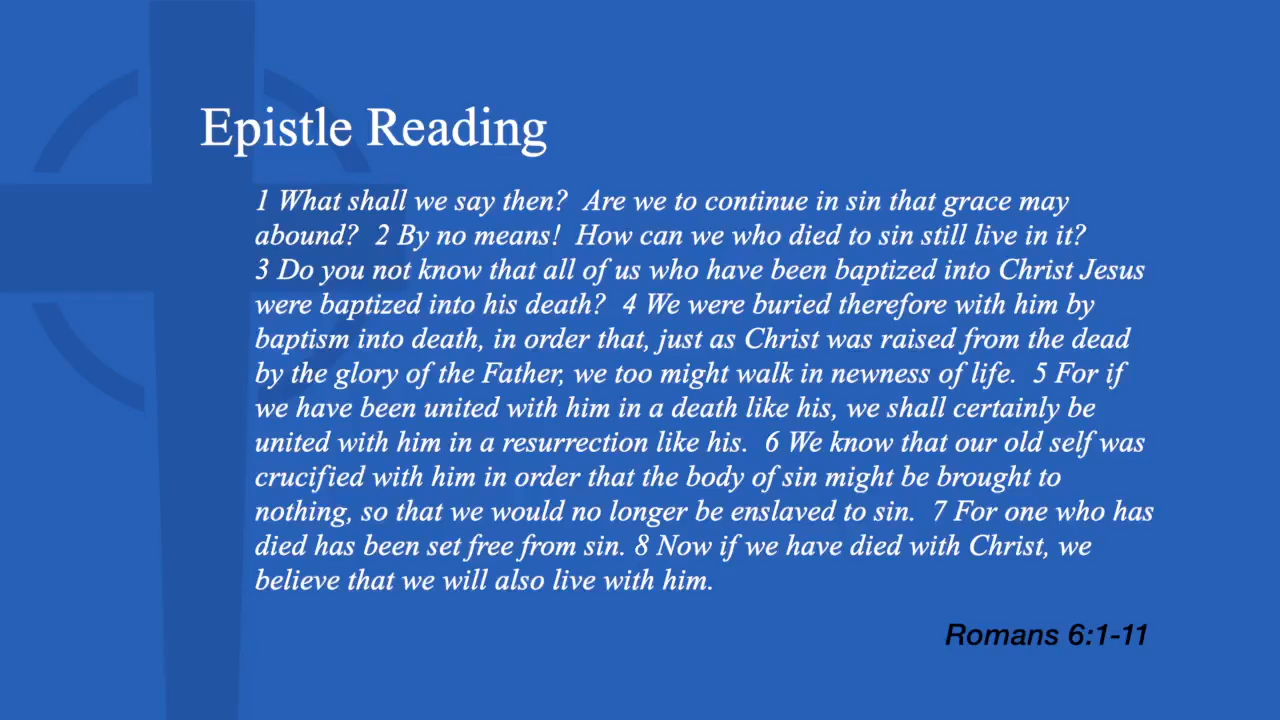 Epistle Reading
1 What shall we say then?  Are we to continue in sin that grace may
abound?  2 By no means!  How can we who died to sin still live in it?
3 Do you not know that all of us who have been baptized into Christ Jesus
were baptized into his death?  4 We were buried therefore with him by
baptism into death, in order that, just as Christ was raised from the dead
by the glory of the Father, we too might walk in newness of life.  5 For if
we have been united with him in a death like his, we shall certainly be
united with him in a resurrection like his.  6 We know that our old self was
crucified with him in order that the body of sin might be brought to
nothing, so that we would no longer be enslaved to sin.  7 For one who has
died has been set free from sin. 8 Now if we have died with Christ, we
believe that we will also live with him.
Romans 6:1-11